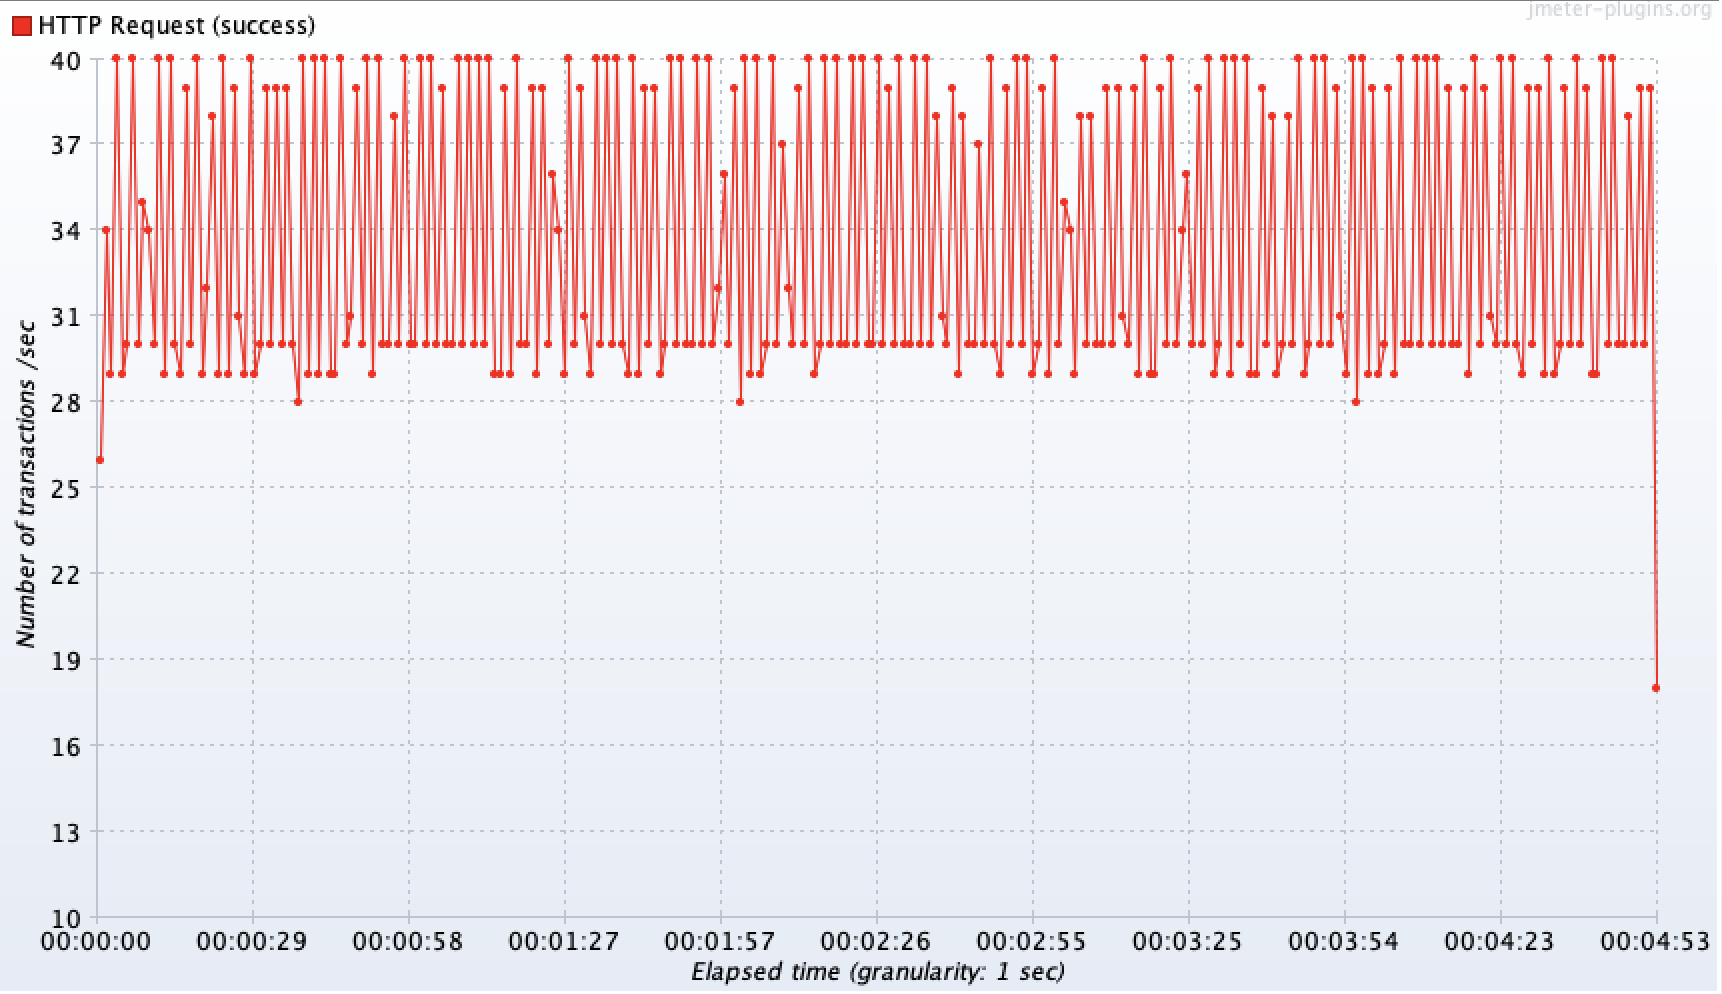 jmeter-plugins.org
HTTP Request (success)
40
37
34
31
28
25
22
19
16
13
10
Number of transactions /sec
00:00:00 00:00:29 00:00:58 00:01:27 00:01:57 00:02:26 00:02:55 00:03:25 00:03:54 00:04:23 00:04:53
Elapsed time (granularity: 1 sec)